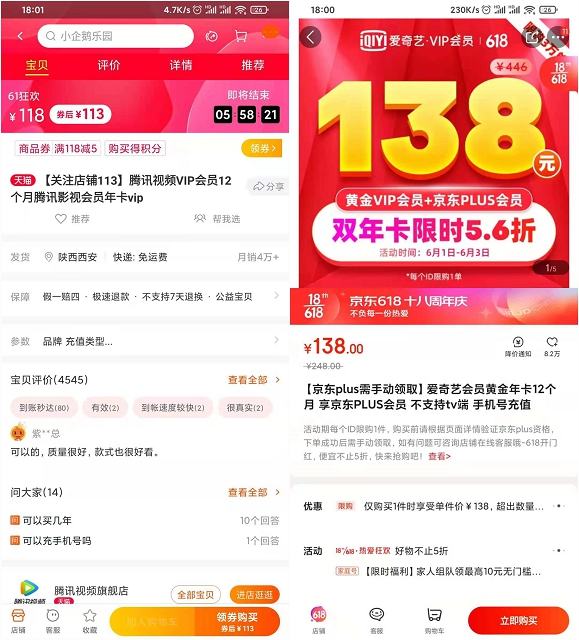 18:01
4.7K/s
26
小企鹅乐园
宝贝
评价
详情
推荐
61狂欢
¥118
券后¥113
即将结束
05:58:21
商品券 满118减5
购买得积分
领券>
天猫 【关注店铺113】腾讯视频VIP会员12
个月腾讯影视会员年卡vip
分享
推荐
帮我选
发货
陕西西安
快递: 免运费
月销4万+
保障
假一赔四 · 极速退款 · 不支持7天退换 · 公益宝贝
参数
品牌 充值类型...
宝贝评价(4545)
查看全部 >
到账秒达(80)
有效(2)
到帐速度较快(2)
很真实(2)
紫**总
可以的，质量很好，款式也很好看。
问大家(14)
查看全部 >
问 可以买几年
10个回答
问 可以充手机号吗
1个回答
腾讯视频
腾讯视频旗舰店
天猫
全部宝贝
进店逛逛
店铺
客服
收藏
加入购物车
领券购买
券后 ¥113
18:00
230K/s
26
iQIYI 爱奇艺·VIP会员
618
18th
618
¥446
138元
黄金VIP会员+京东PLUS会员
双年卡限时5.6折
活动时间：6月1日-6月3日
*每个ID限购1单
1/5
18th
618
京东618 十八周年庆
不负每一份热爱
¥138.00
¥248.00
降价通知
8.2万
【京东plus需手动领取】爱奇艺会员黄金年卡12个
月 享京东PLUS会员 不支持tv端 手机号充值
活动期每个ID限购1件，购买前请根据页面详情验证京东plus资格，
下单成功后需手动领取，如有问题可咨询店铺在线客服哦~618开门
红，便宜不止5折，快来抢购吧！ 查看>
优惠
限购
仅购买1件时享受单件价￥138，超出数量...
活动
18th618·热爱狂欢
好物不止5折
家庭号
【限时福利】家人组队领最高10元无门槛...
618
店铺
客服
购物车
立即购买